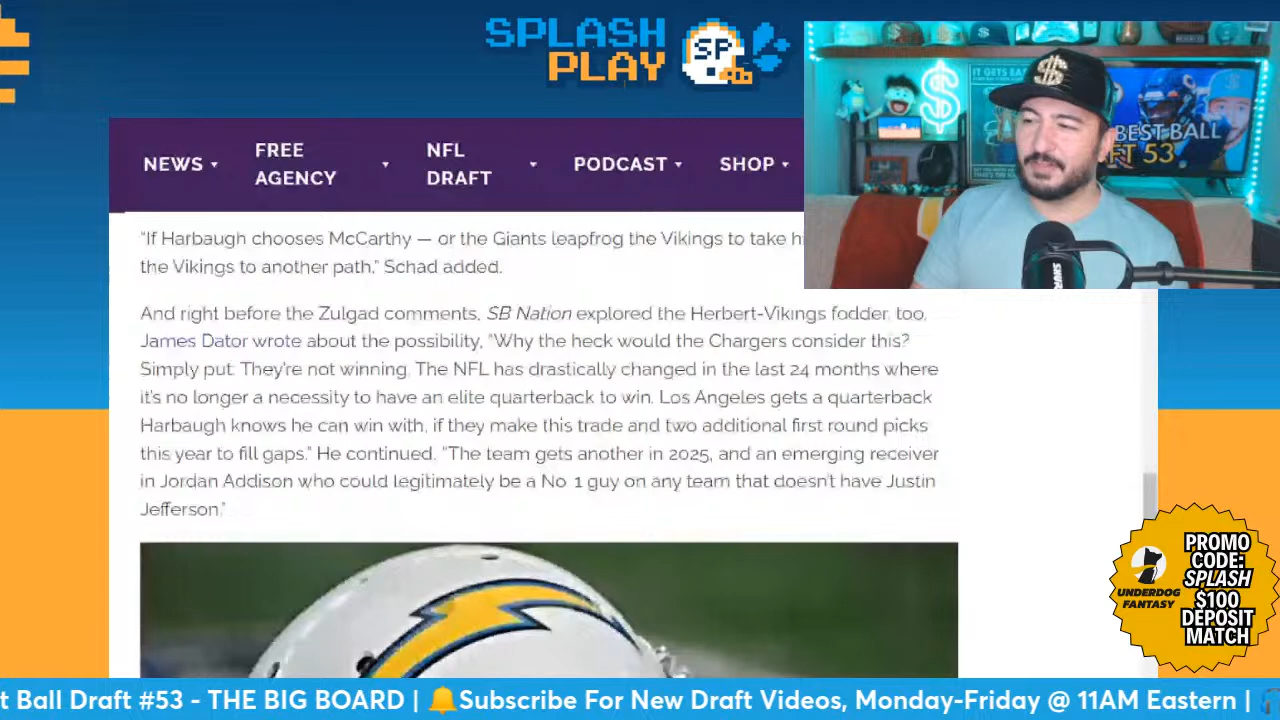 SPLASH
PLAY
SP
IT GETS
BEST BALL
FT 53
NEWS
FREE
AGENCY
NFL
DRAFT
PODCAST
SHOP
“If Harbaugh chooses McCarthy — or the Giants leapfrog the Vikings to take
the Vikings to another path,” Schad added.
And right before the Zulgad comments, SB Nation explored the Herbert-Vikings fodder, too.
James Dator wrote about the possibility, “Why the heck would the Chargers consider this?
Simply put: They’re not winning. The NFL has drastically changed in the last 24 months where
it’s no longer a necessity to have an elite quarterback to win. Los Angeles gets a quarterback
Harbaugh knows he can win with, if they make this trade and two additional first round picks
this year to fill gaps.” He continued, “The team gets another in 2025, and an emerging receiver
in Jordan Addison who could legitimately be a No. 1 guy on any team that doesn’t have Justin
Jefferson.”
SHURE
PROMO
CODE:
SPLASH
$100
DEPOSIT
MATCH
UNDERDOG
FANTASY
t Ball Draft #53 - THE BIG BOARD | 🔔Subscribe For New Draft Videos, Monday-Friday @ 11AM Eastern |